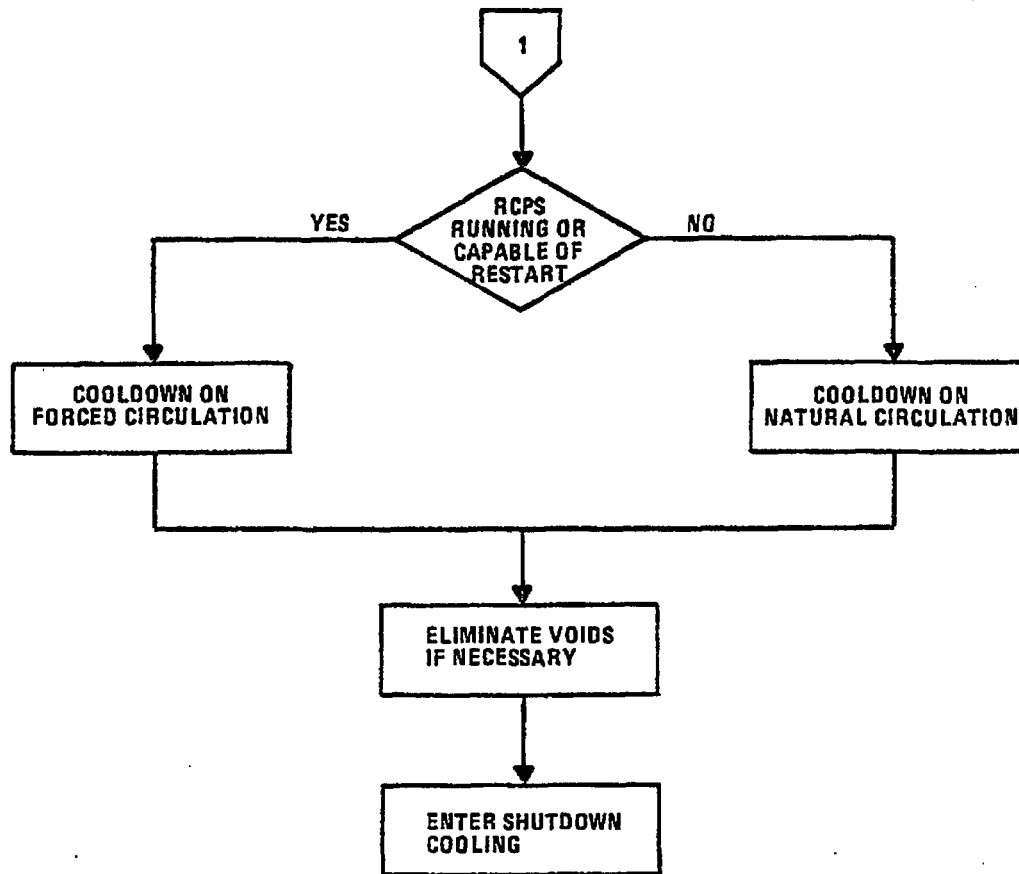 1
RCPS
RUNNING OR
CAPABLE OF
RESTART
YES
NO
COOLDOWN ON
FORCED CIRCULATION
COOLDOWN ON
NATURAL CIRCULATION
ELIMINATE VOIDS
IF NECESSARY
ENTER SHUTDOWN
COOLING